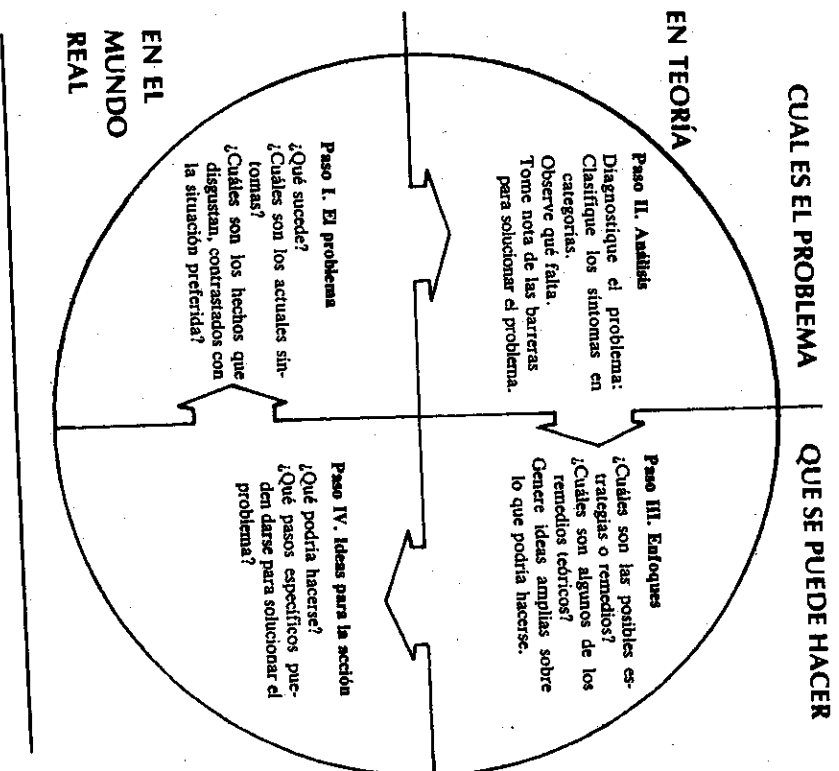 CUAL ES EL PROBLEMA
QUE SE PUEDE HACER
EN TEORÍA
Paso II. Análisis
Diagnostique el problema:
Clasifique los síntomas en
categorías.
Observe qué falta.
Tome nota de las barreras
para solucionar el problema.
Paso III. Enfoques
¿Cuáles son las posibles es-
trategias o remedios?
¿Cuáles son algunos de los
remedios teóricos?
Genere ideas amplias sobre
lo que podría hacerse.
EN EL
MUNDO
REAL
Paso I. El problema
¿Qué sucede?
¿Cuáles son los actuales sín-
tomas?
¿Cuáles son los hechos que
disgustan, contrastados con
la situación preferida?
Paso IV. Ideas para la acción
¿Qué podría hacerse?
¿Qué pasos específicos pue-
den darse para solucionar el
problema?